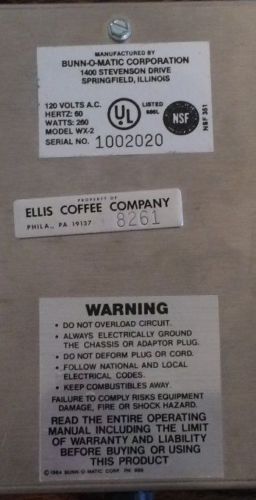 MANUFACTURED BY
BUNN-O-MATIC CORPORATION
1400 STEVENSON DRIVE
SPRINGFIELD, ILLINOIS
120 VOLTS A.C.
HERTZ: 60
WATTS: 260
MODEL WX-2
SERIAL NO. 1002020
UL
LISTED
NSF
NSF 351
PROPERTY OF
ELLIS COFFEE COMPANY
PHILA., PA 19137 8261
WARNING
• DO NOT OVERLOAD CIRCUIT.
• ALWAYS ELECTRICALLY GROUND
THE CHASSIS OR ADAPTOR PLUG.
• DO NOT DEFORM PLUG OR CORD.
• FOLLOW NATIONAL AND LOCAL
ELECTRICAL CODES.
• KEEP COMBUSTIBLES AWAY.
FAILURE TO COMPLY RISKS EQUIPMENT
DAMAGE, FIRE OR SHOCK HAZARD.
READ THE ENTIRE OPERATING
MANUAL INCLUDING THE LIMIT
OF WARRANTY AND LIABILITY
BEFORE BUYING OR USING
THIS PRODUCT
© 1984 BUNN-O-MATIC CORP.